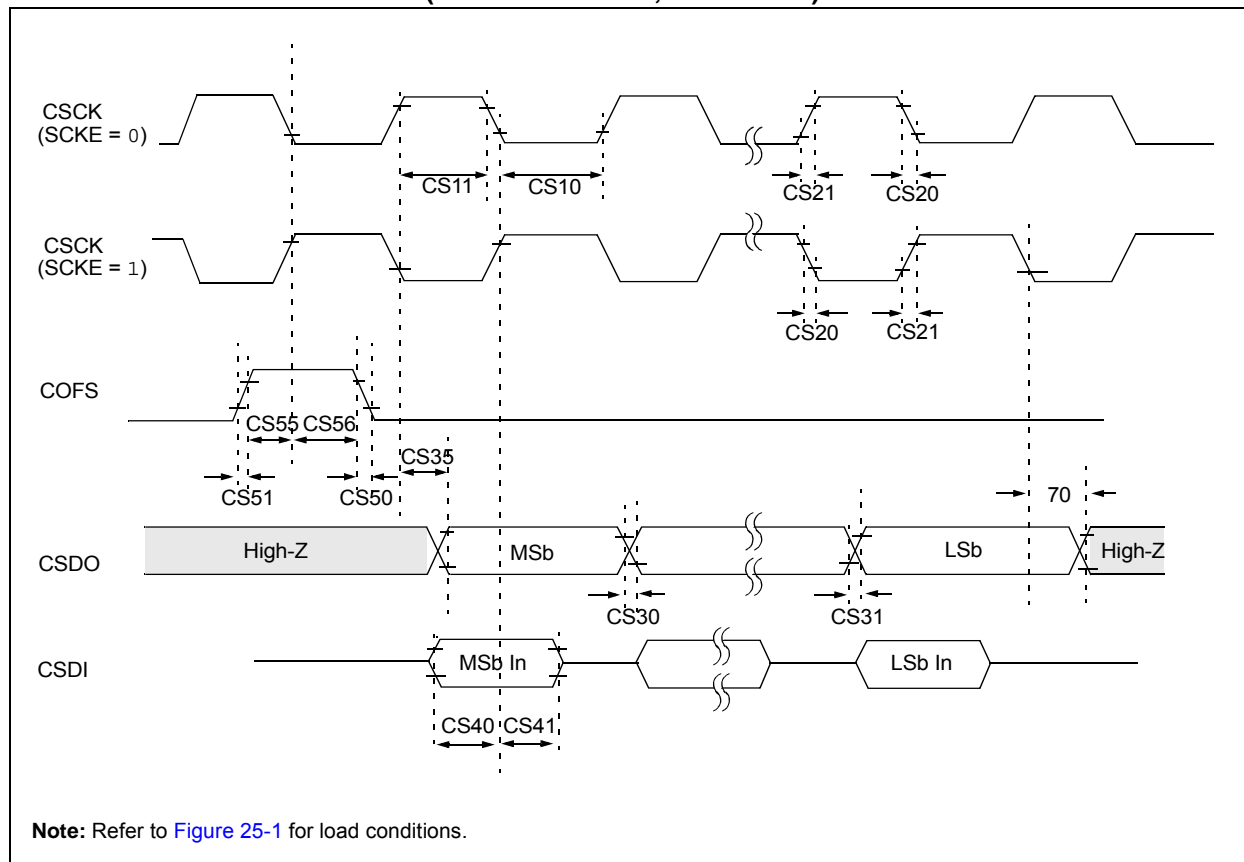 CSCK
(SCKE = 0)
CS11
CS10
CS21
CS20
CSCK
(SCKE = 1)
CS20
CS21
COFS
CS55
CS56
CS35
CS51
CS50
70
CSDO
High-Z
MSb
LSb
High-Z
CS30
CS31
CSDI
MSb In
LSb In
CS40
CS41
Note: Refer to Figure 25-1 for load conditions.